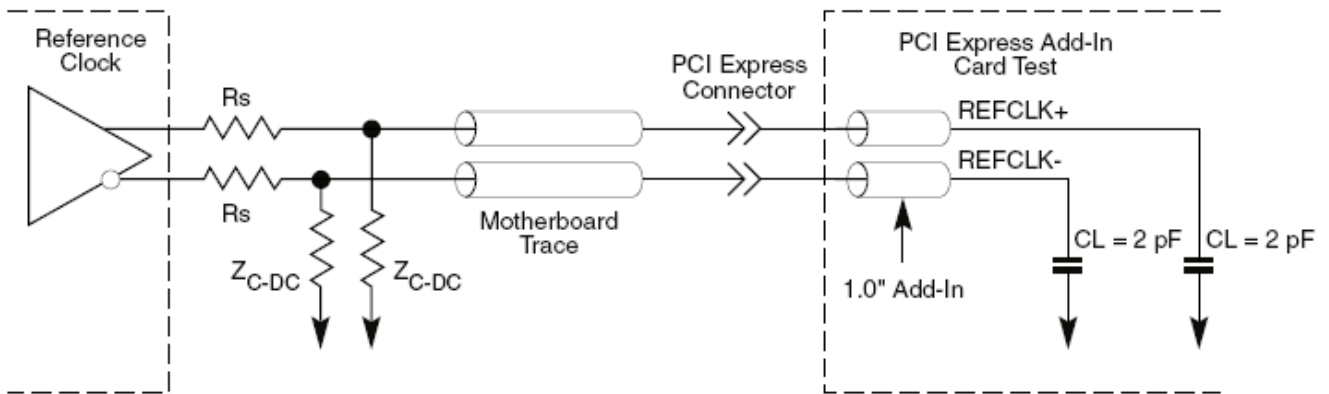 Reference
Clock
PCI Express Add-In
Card Test
PCI Express
Connector
Rs
REFCLK+
REFCLK-
Rs
Motherboard
Trace
ZC-DC
ZC-DC
1.0" Add-In
CL = 2 pF
CL = 2 pF